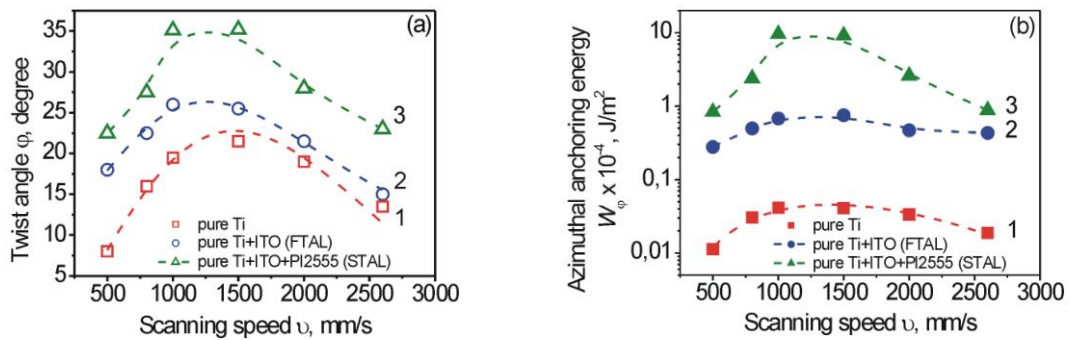 (a)
Twist angle φ, degree
35
30
25
20
15
10
5
3
2
1
pure Ti
pure Ti+ITO (FTAL)
pure Ti+ITO+PI2555 (STAL)
500 1000 1500 2000 2500 3000
Scanning speed υ, mm/s
(b)
Azimuthal anchoring energy
Wφ x 10-4, J/m2
10
1
0,1
0,01
3
2
1
pure Ti
pure Ti+ITO (FTAL)
pure Ti+ITO+PI2555 (STAL)
500 1000 1500 2000 2500 3000
Scanning speed υ, mm/s